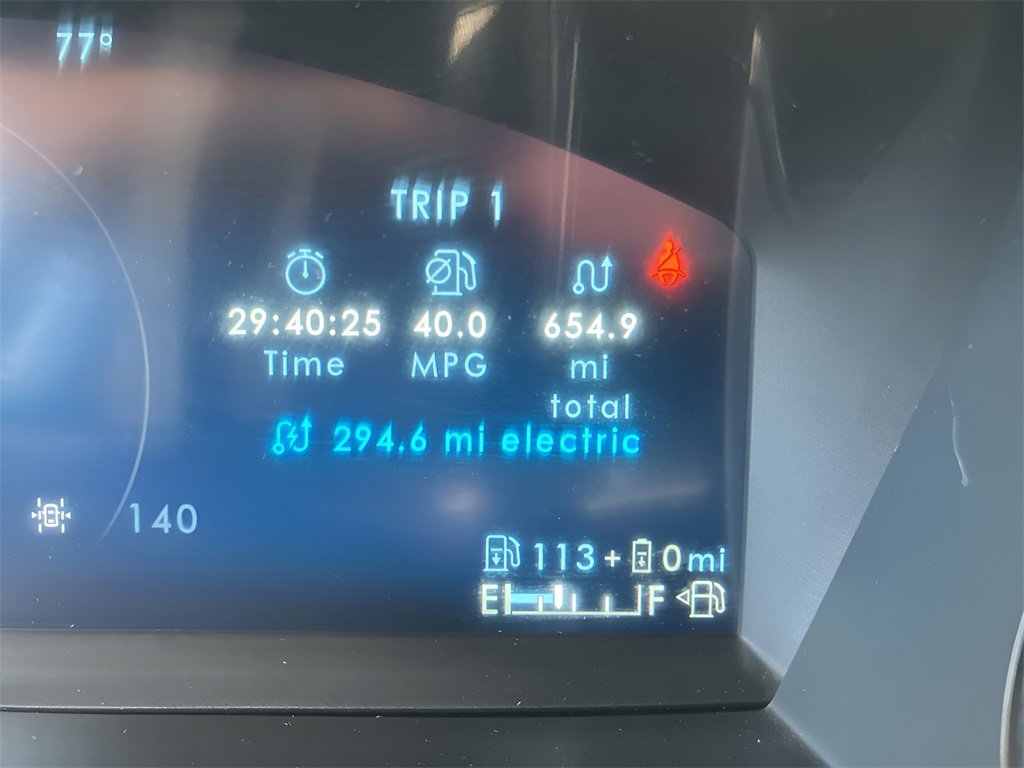 77°
TRIP 1
29:40:25 40.0 654.9
Time MPG mi
total
294.6 mi electric
140
113 + 0mi
E F